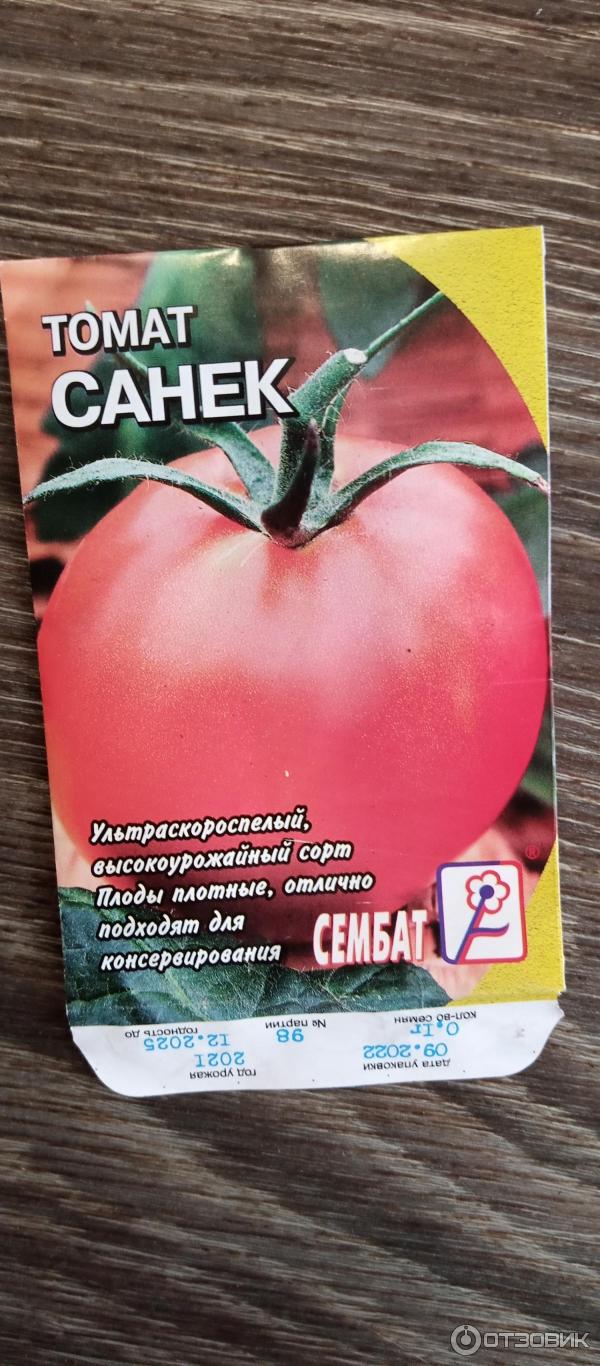 ТОМАТ
САНЕК
Ультраскороспелый,
высокоурожайный сорт
Плоды плотные, отлично
подходят для
консервирования
СЕМБАТ
®
дата упаковки год урожая
09.2022 2021
кол-во семян № партии годность до
0,1г 98 12.2025
ОТЗОВИК